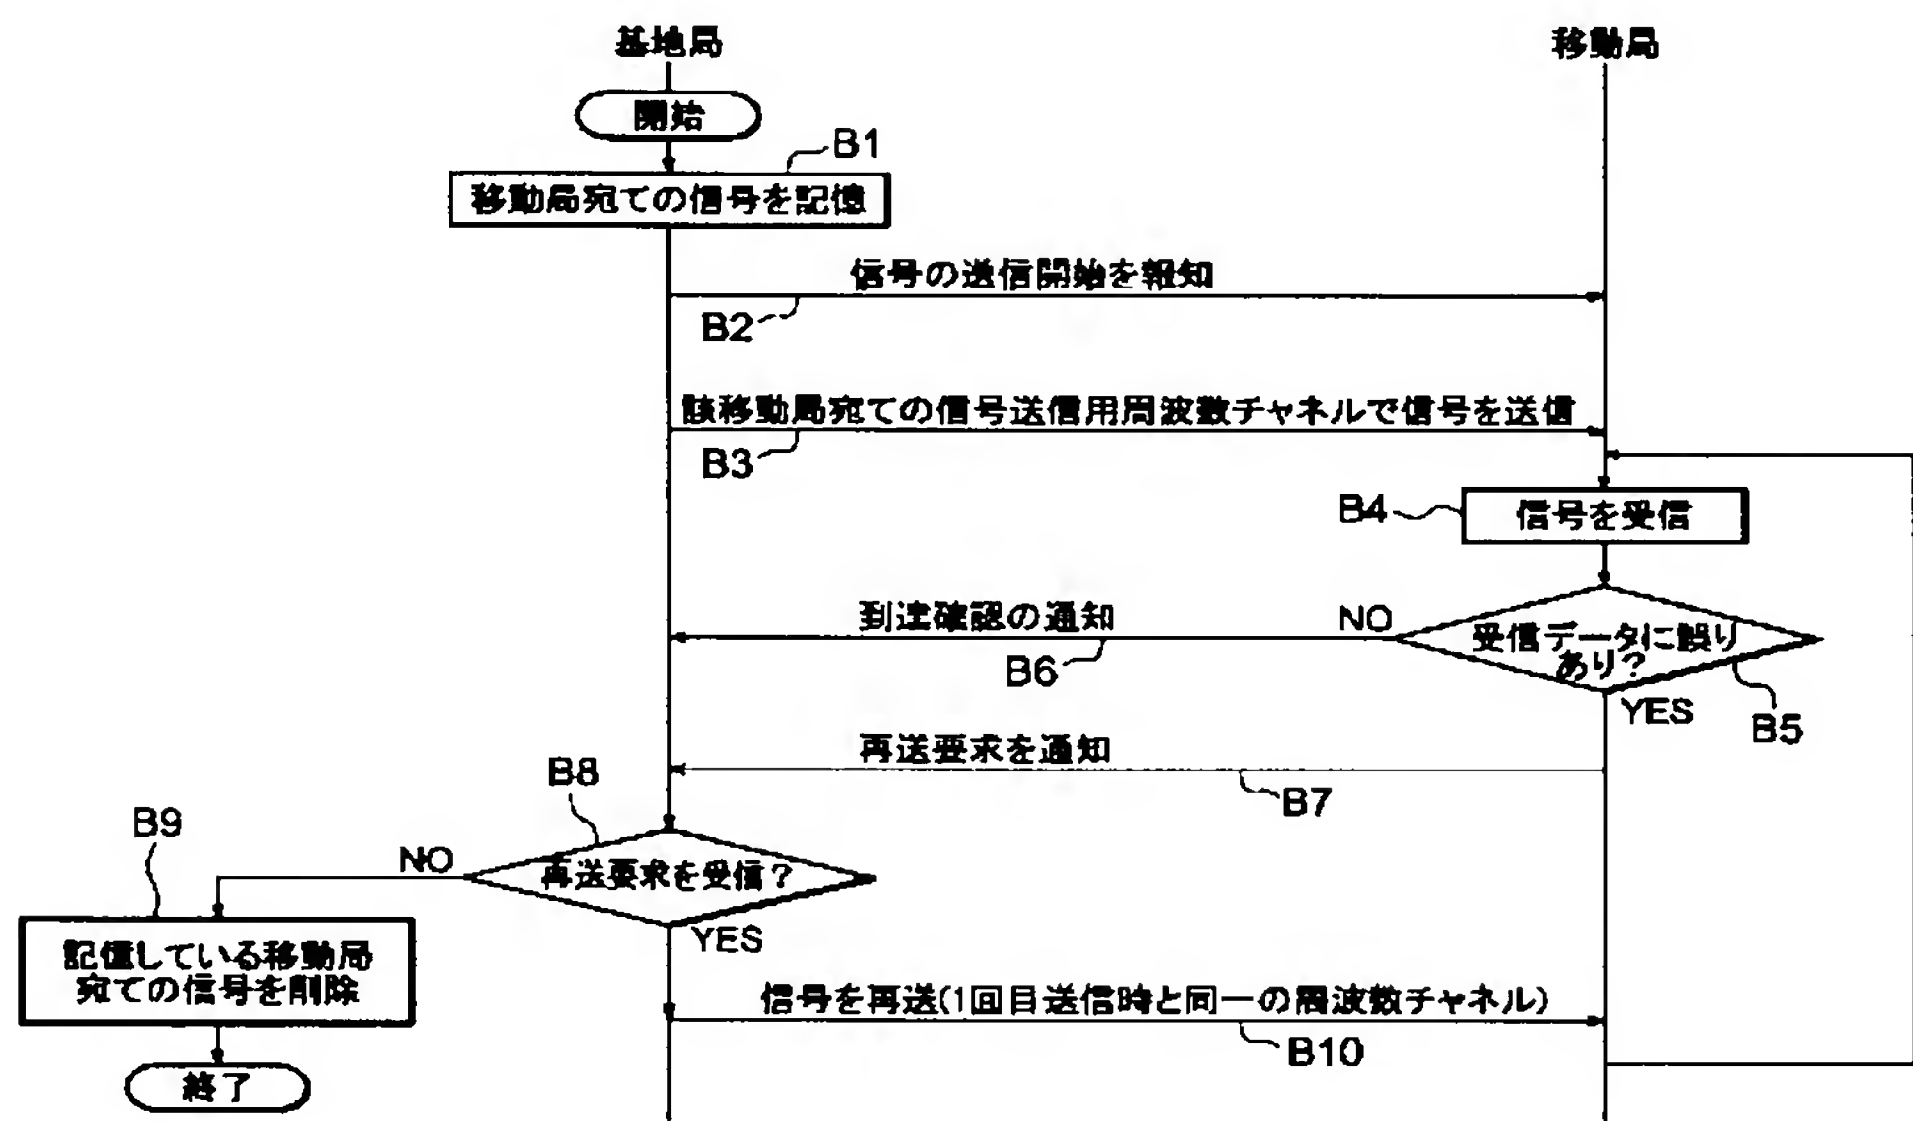 基地局
移動局
開始
B1
移動局宛ての信号を記憶
信号の送信開始を報知
B2
該移動局宛ての信号送信用周波数チャネルで信号を送信
B3
B4
信号を受信
到達確認の通知
NO
受信データに誤り
あり?
B6
YES
B5
再送要求を通知
B8
B7
B9
NO
再送要求を受信?
YES
記憶している移動局
宛ての信号を削除
信号を再送(1回目送信時と同一の周波数チャネル)
B10
終了